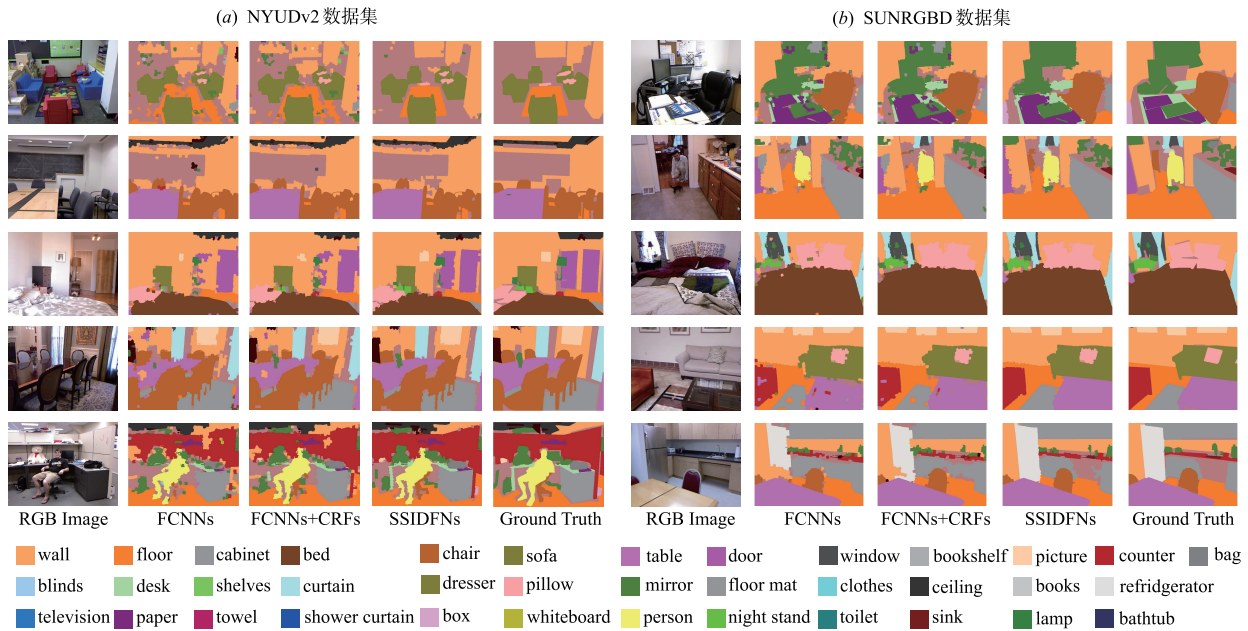 (a) NYUDv2 数据集
(b) SUNRGBD 数据集
RGB Image FCNNs FCNNs+CRFs SSIDFNs Ground Truth RGB Image FCNNs FCNNs+CRFs SSIDFNs Ground Truth
wall floor cabinet bed chair sofa table door window bookshelf picture counter bag
blinds desk shelves curtain dresser pillow mirror floor mat clothes ceiling books refridgerator
television paper towel shower curtain box whiteboard person night stand toilet sink lamp bathtub